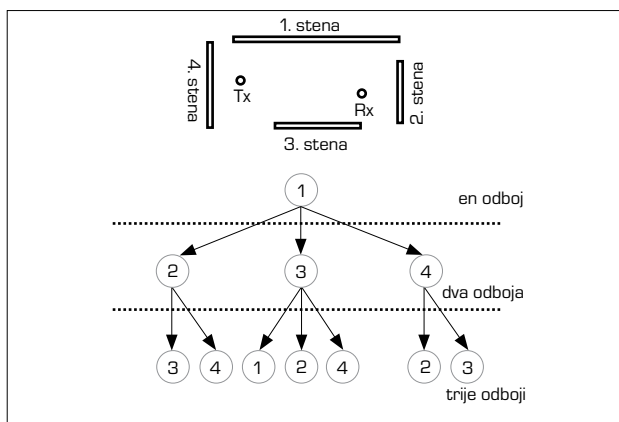 1. stena
4. stena
Tx
Rx
2. stena
3. stena
1
en odboj
2 3 4
dva odboja
3 4 1 2 4 2 3
trije odboji